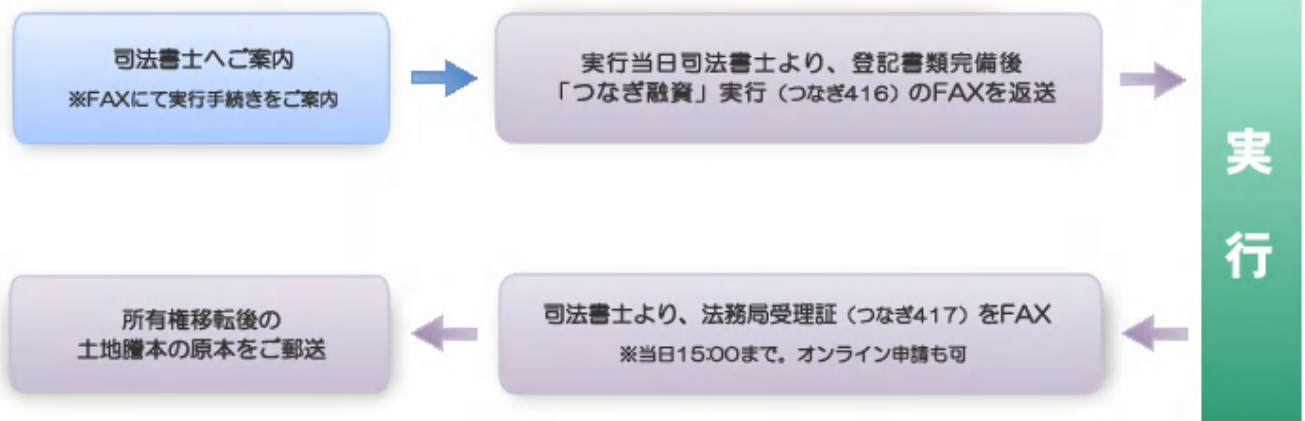 司法書士へご案内
※FAXにて実行手続きをご案内
実行当日司法書士より、登記書類完備後
「つなぎ融資」実行（つなぎ416）のFAXを返送
実行
司法書士より、法務局受理証（つなぎ417）をFAX
※当日15:00まで。オンライン申請も可
所有権移転後の
土地謄本の原本をご郵送